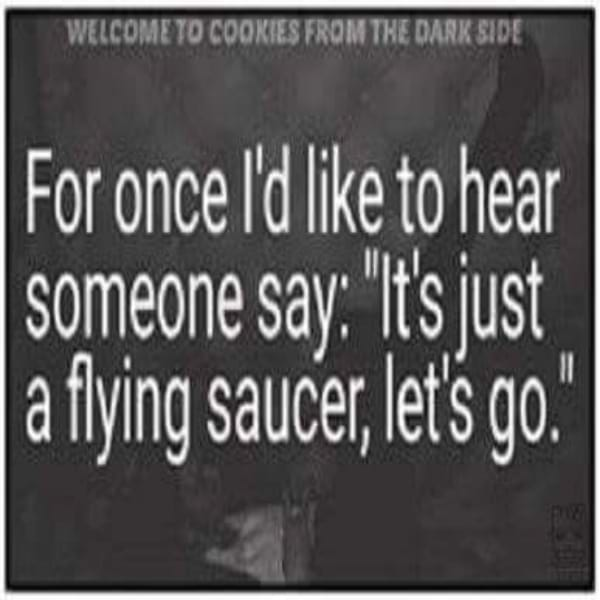 WELCOME TO COOKIES FROM THE DARK SIDE
For once I'd like to hear
someone say: "It's just
a flying saucer, let's go."